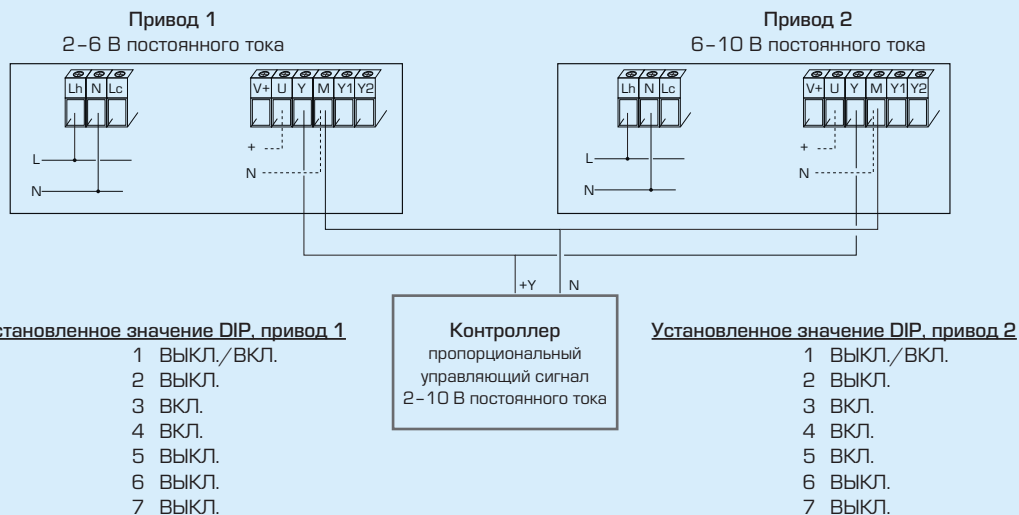 Привод 1
2–6 В постоянного тока
Lh N Lc
V+ U Y M Y1 Y2
+
N
L
N
Привод 2
6–10 В постоянного тока
Lh N Lc
V+ U Y M Y1 Y2
+
N
L
N
+Y N
становленное значение DIP, привод 1
1 ВЫКЛ./ВКЛ.
2 ВЫКЛ.
3 ВКЛ.
4 ВКЛ.
5 ВЫКЛ.
6 ВЫКЛ.
7 ВЫКЛ.
Контроллер
пропорциональный
управляющий сигнал
2–10 В постоянного тока
Установленное значение DIP, привод 2
1 ВЫКЛ./ВКЛ.
2 ВЫКЛ.
3 ВКЛ.
4 ВКЛ.
5 ВКЛ.
6 ВЫКЛ.
7 ВЫКЛ.